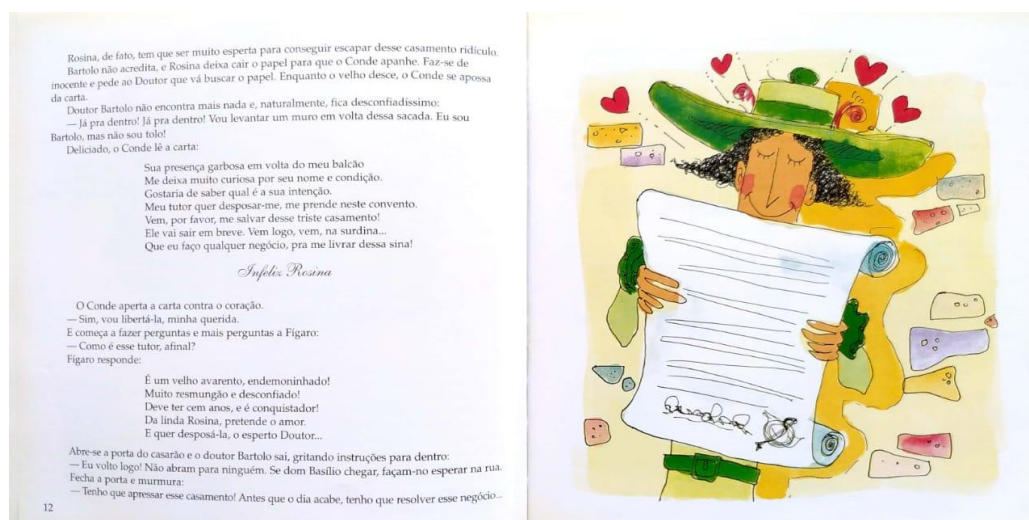 Rosina, de fato, tem que ser muito esperta para conseguir escapar desse casamento ridículo.
Bartolo não acredita, e Rosina deixa cair o papel para que o Conde apanhe. Faz-se de
inocente e pede ao Doutor que vá buscar o papel. Enquanto o velho desce, o Conde se apossa
da carta.
Doutor Bartolo não encontra mais nada e, naturalmente, fica desconfiadíssimo:
— Já pra dentro! Já pra dentro! Vou levantar um muro em volta dessa sacada. Eu sou
Bartolo, mas não sou tolo!
Deliciado, o Conde lê a carta:
Sua presença garbosa em volta do meu balcão
Me deixa muito curiosa por seu nome e condição.
Gostaria de saber qual é a sua intenção.
Meu tutor quer desposar-me, me prende neste convento.
Vem, por favor, me salvar desse triste casamento!
Ele vai sair em breve. Vem logo, vem, na surdina...
Que eu faço qualquer negócio, pra me livrar dessa sina!
Infeliz Rosina
O Conde aperta a carta contra o coração.
— Sim, vou libertá-la, minha querida.
E começa a fazer perguntas e mais perguntas a Fígaro:
— Como é esse tutor, afinal?
Fígaro responde:
É um velho avarento, endemoninhado!
Muito resmungão e desconfiado!
Deve ter cem anos, e é conquistador!
Da linda Rosina, pretende o amor.
E quer desposá-la, o esperto Doutor...
Abre-se a porta do casarão e o doutor Bartolo sai, gritando instruções para dentro:
— Eu volto logo! Não abram para ninguém. Se dom Basílio chegar, façam-no esperar na rua.
Fecha a porta e murmura:
— Tenho que apressar esse casamento! Antes que o dia acabe, tenho que resolver esse negócio...
12